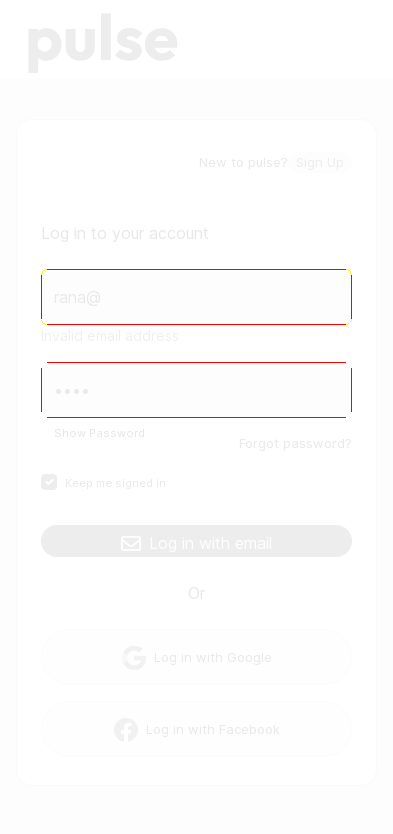 pulse
New to pulse? Sign Up
Log in to your account
rana@
Invalid email address
Show Password
Forgot password?
Keep me signed in
Log in with email
Or
Log in with Google
Log in with Facebook